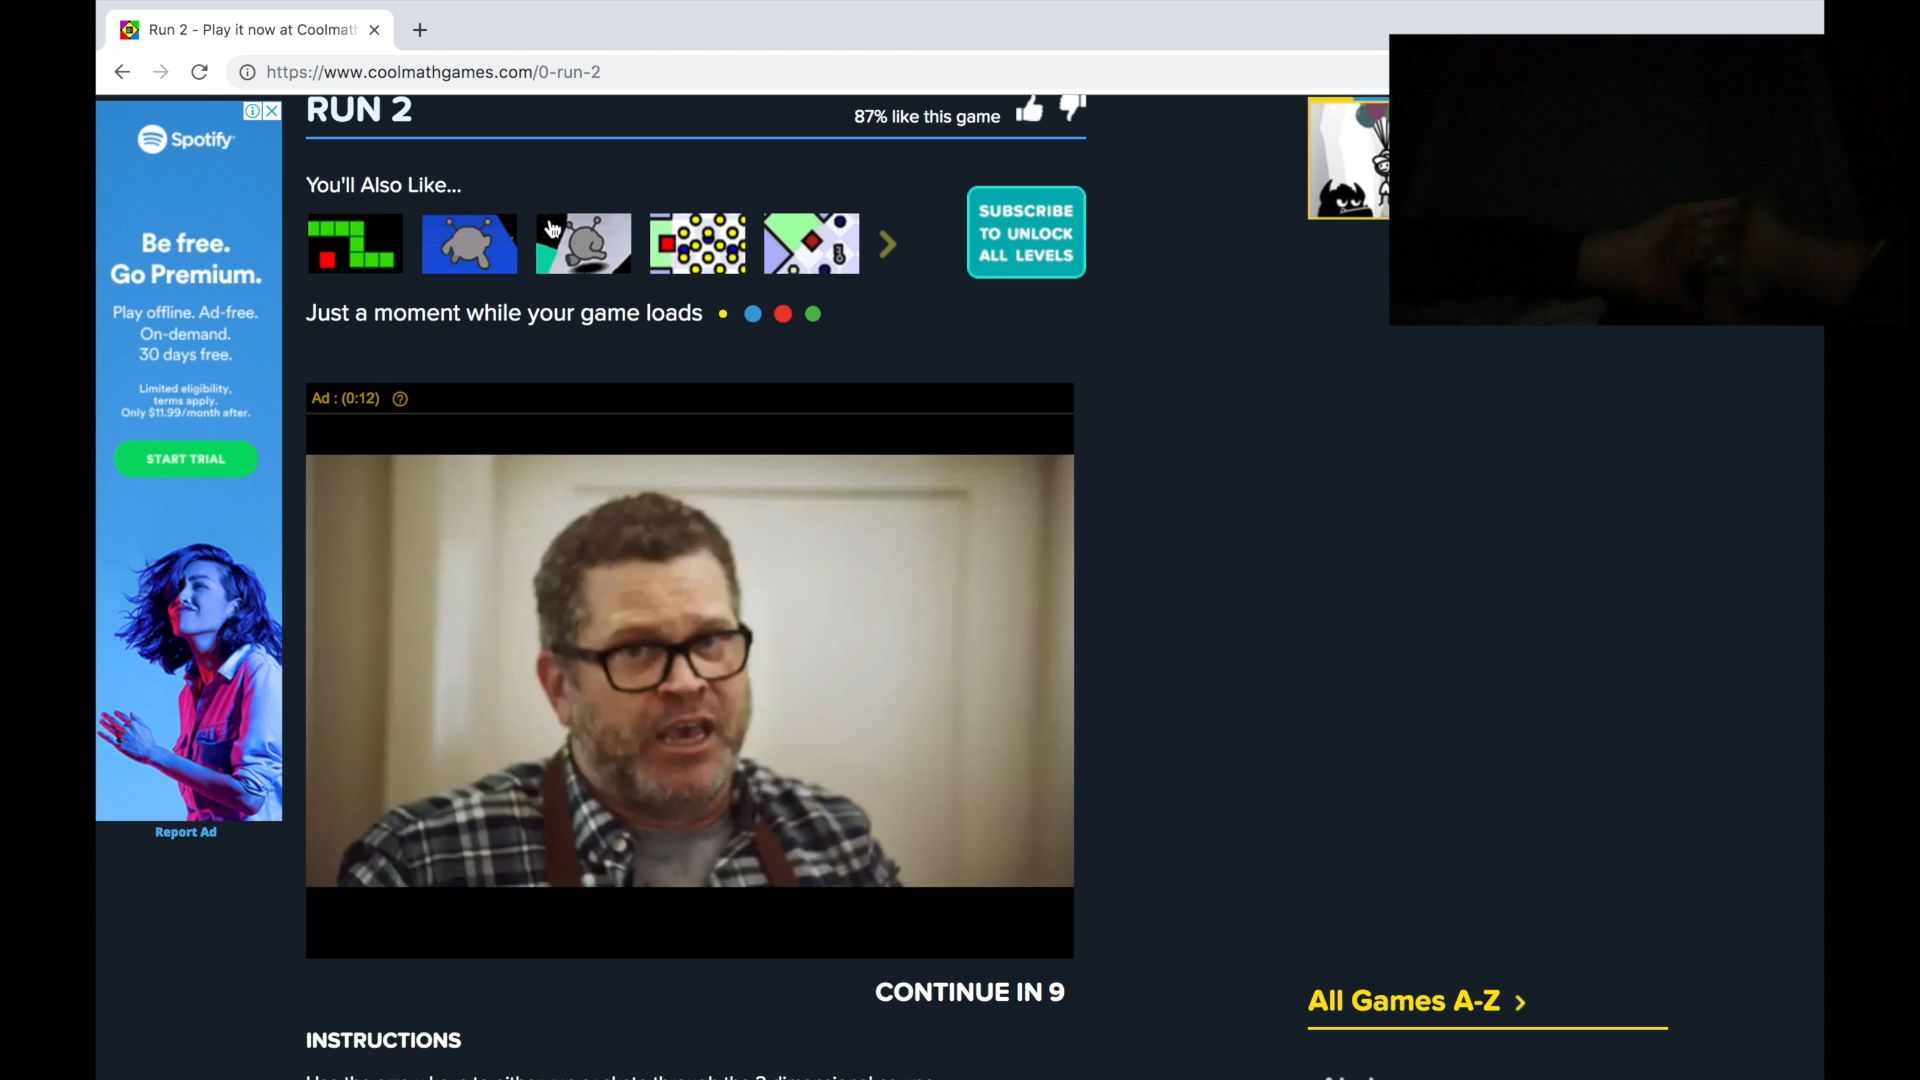 Run 2 - Play it now at Coolmath
https://www.coolmathgames.com/0-run-2
Spotify
Be free.
Go Premium.
Play offline. Ad-free.
On-demand.
30 days free.
Limited eligibility,
terms apply.
Only $11.99/month after.
START TRIAL
Report Ad
RUN 2
87% like this game
You'll Also Like...
SUBSCRIBE
TO UNLOCK
ALL LEVELS
Just a moment while your game loads
Ad : (0:12)
CONTINUE IN 9
INSTRUCTIONS
All Games A-Z